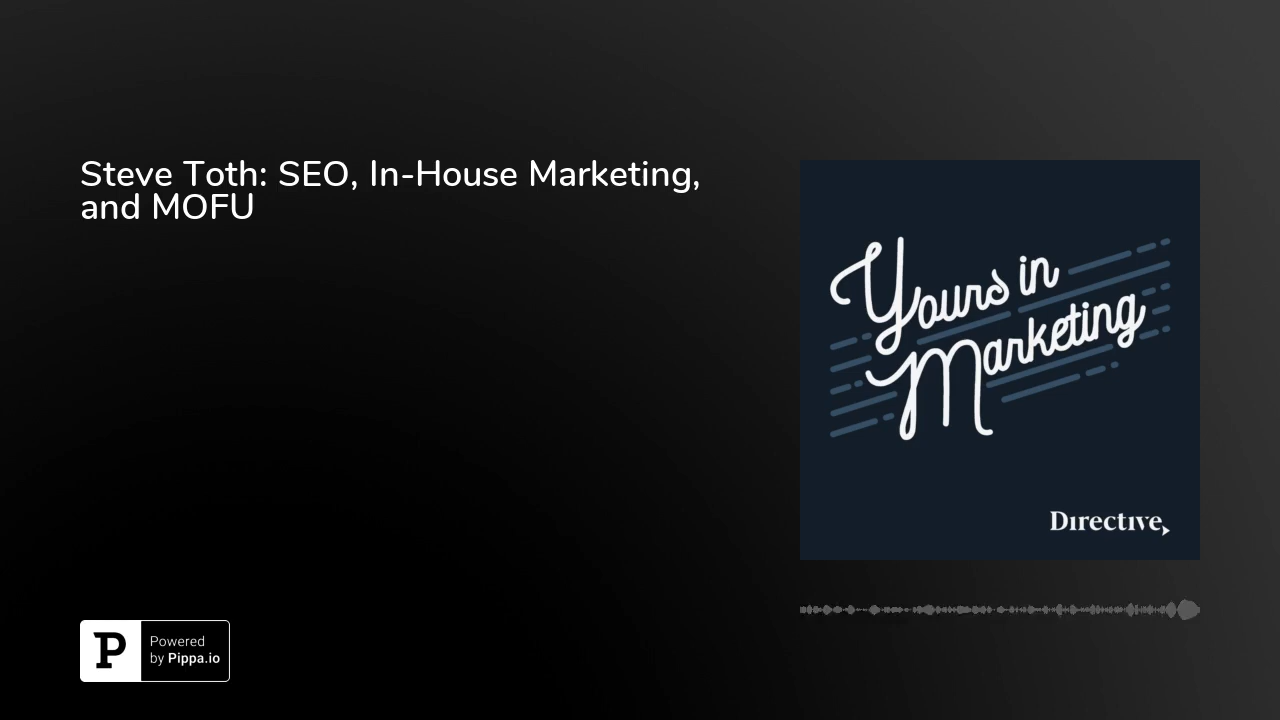 Steve Toth: SEO, In-House Marketing,
and MOFU
Yours in
Marketing
Directive
P
Powered
by Pippa.io